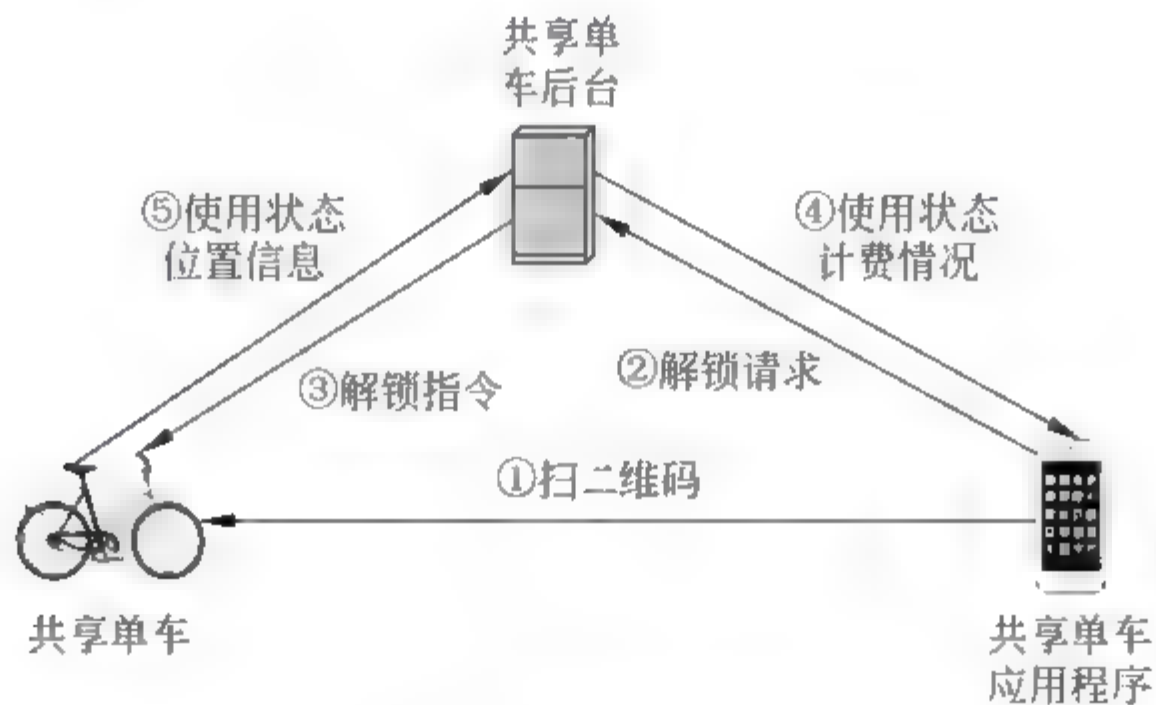 共享单
车后台
⑤使用状态
位置信息
④使用状态
计费情况
③解锁指令
②解锁请求
①扫二维码
共享单车
共享单车
应用程序